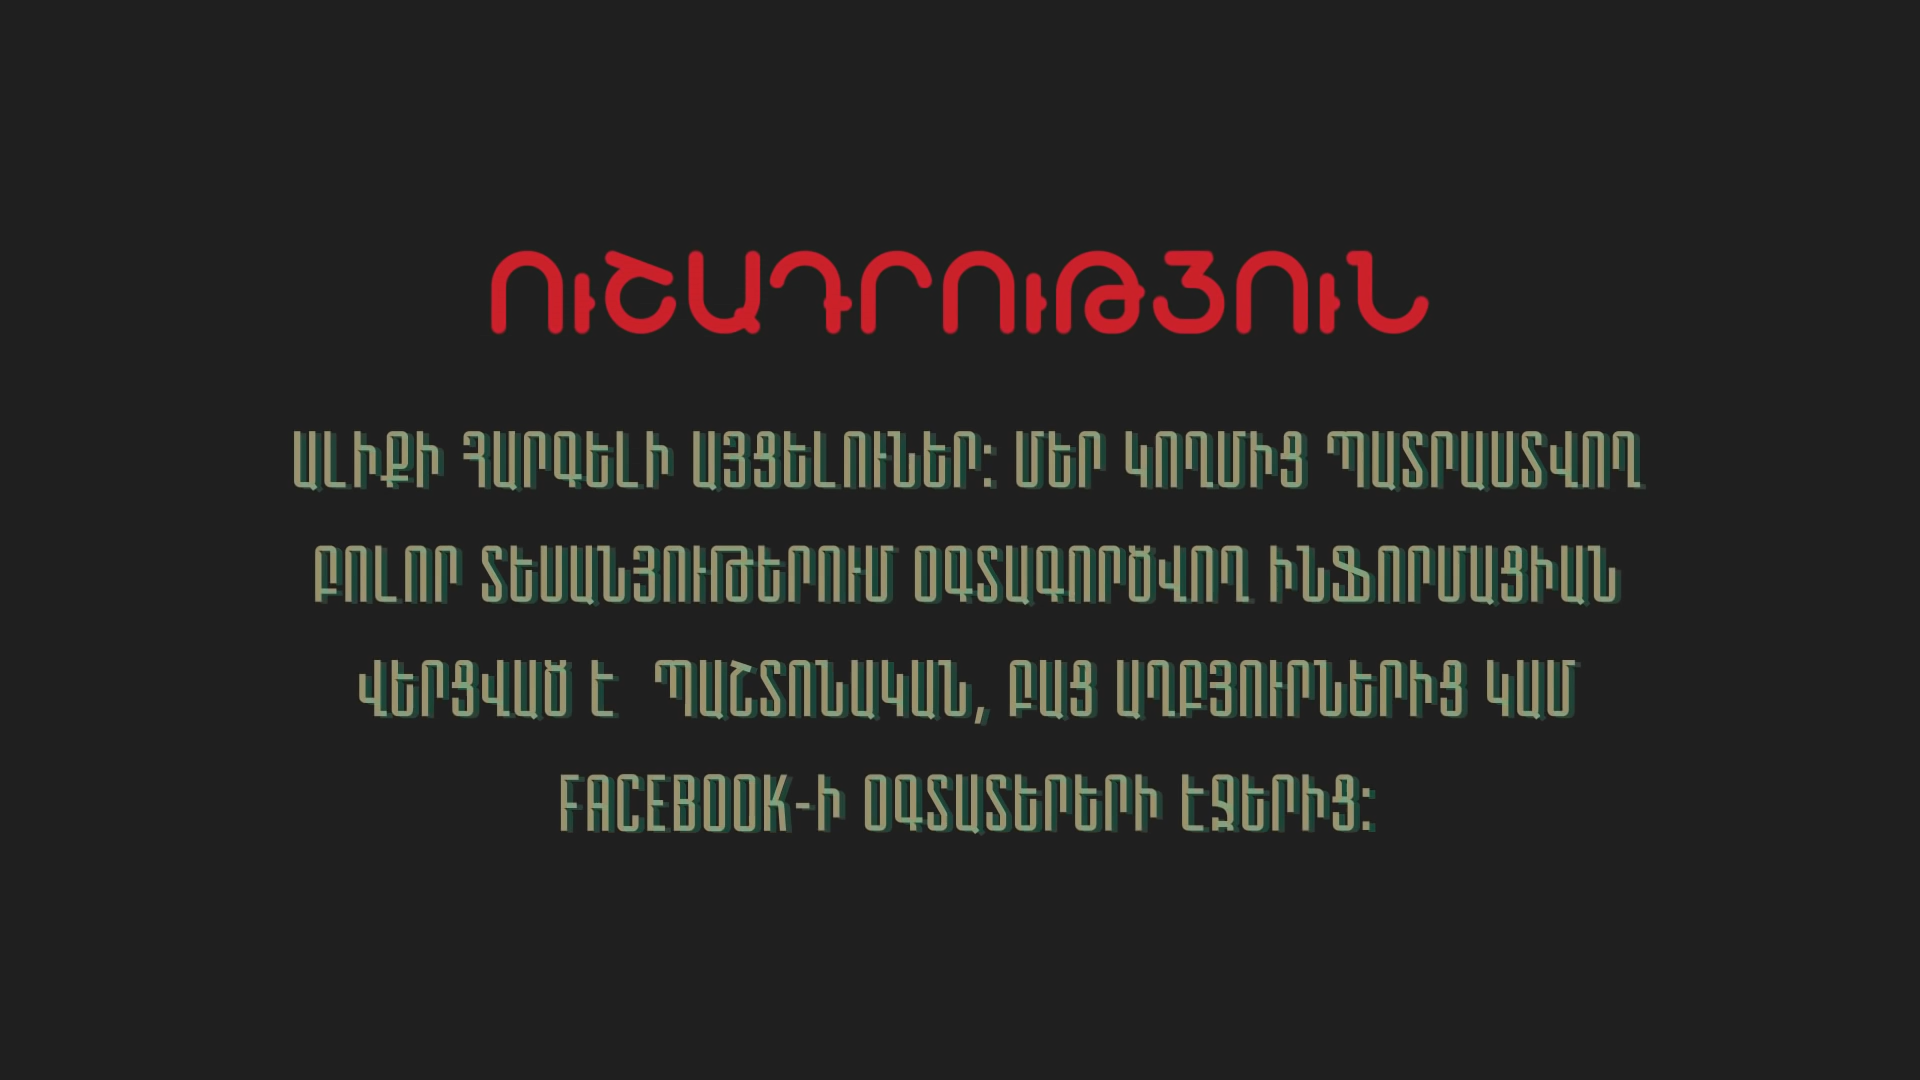 ՈՒՇԱԴՐՈՒԹՅՈՒՆ
ԱԼԻՔԻ ՀԱՐԳԵԼԻ ԱՅՑԵԼՈՒՆԵՐ: ՄԵՐ ԿՈՂՄԻՑ ՊԱՏՐԱՍՏՎՈՂ
ԲՈԼՈՐ ՏԵՍԱՆՅՈՒԹԵՐՈՒՄ ՕԳՏԱԳՈՐԾՎՈՂ ԻՆՖՈՐՄԱՑԻԱՆ
ՎԵՐՑՎԱԾ Է ՊԱՇՏՈՆԱԿԱՆ, ԲԱՑ ԱՂԲՅՈՒՐՆԵՐԻՑ ԿԱՄ
FACEBOOK-Ի ՕԳՏԱՏԵՐԵՐԻ ԷՋԵՐԻՑ: